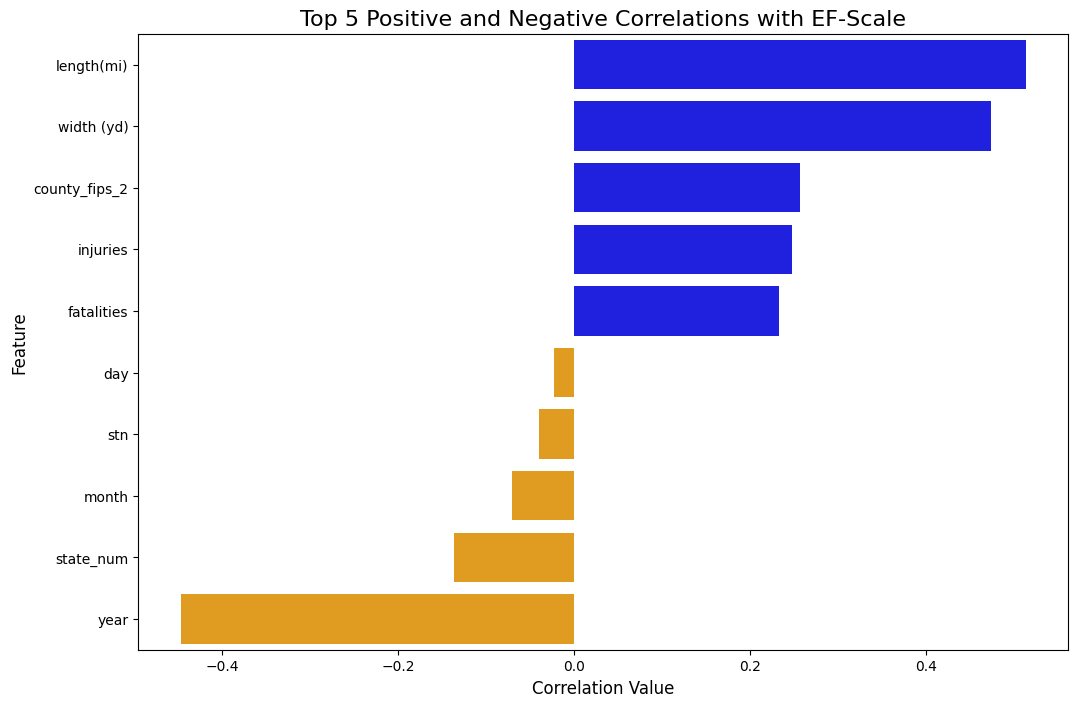 Top 5 Positive and Negative Correlations with EF-Scale
length(mi)
width (yd)
county_fips_2
injuries
fatalities
day
stn
month
state_num
year
Feature
−0.4 −0.2 0.0 0.2 0.4
Correlation Value